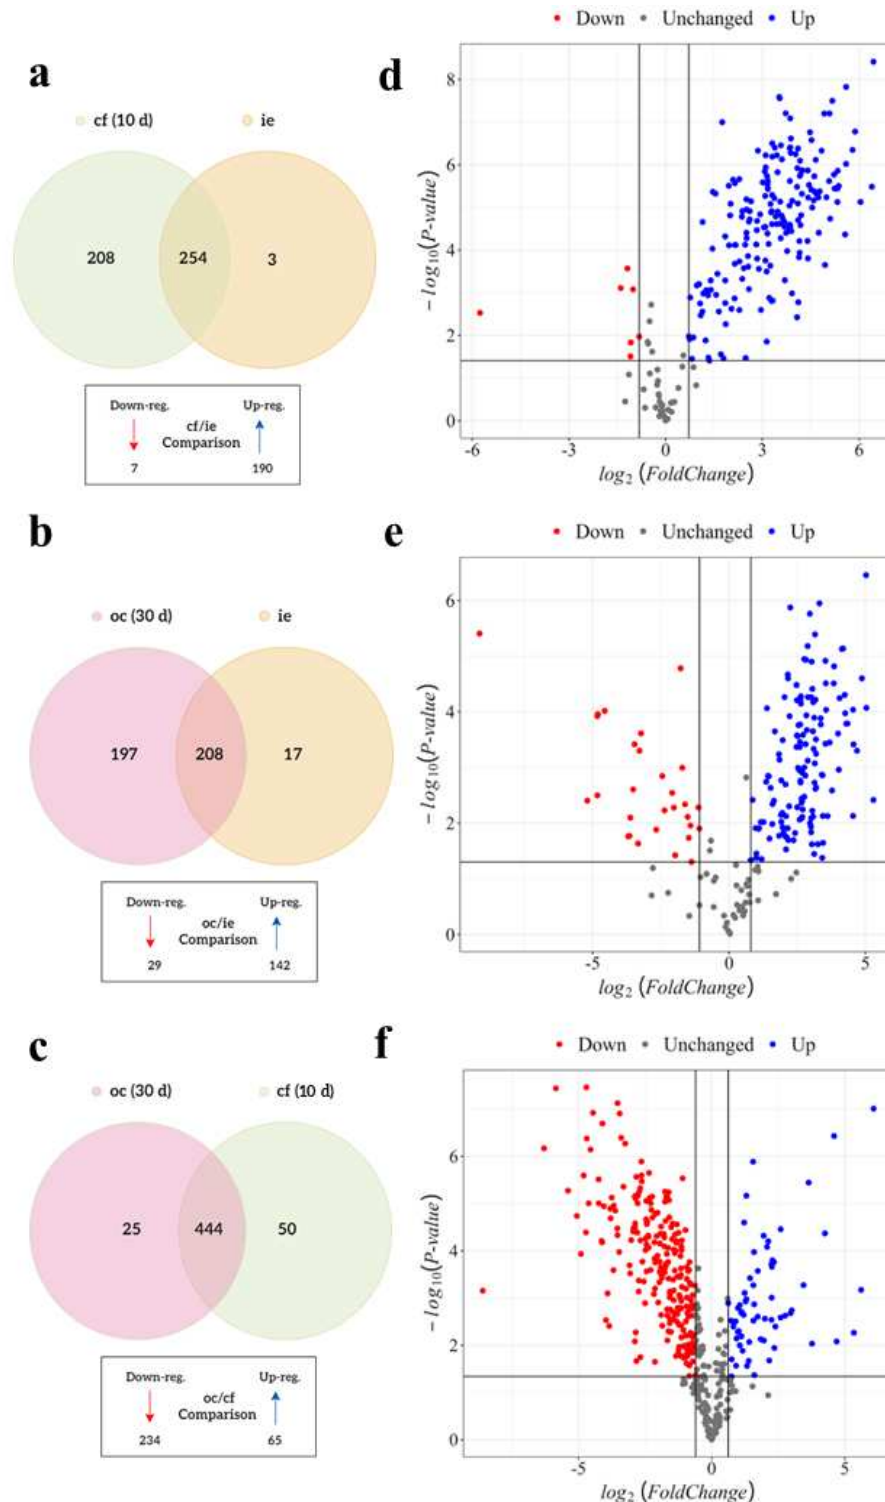 a
cf (10 d) ie
208 254 3
Down-reg. Up-reg.
cf/ie
Comparison
7 190
d
Down Unchanged Up
8
6
4
2
0
-6 -3 0 3 6
−log10(P-value)
log2 (FoldChange)
b
oc (30 d) ie
197 208 17
Down-reg. Up-reg.
oc/ie
Comparison
29 142
e
Down Unchanged Up
6
4
2
0
-5 0 5
−log10(P-value)
log2 (FoldChange)
c
oc (30 d) cf (10 d)
25 444 50
Down-reg. Up-reg.
oc/cf
Comparison
234 65
f
Down Unchanged Up
6
4
2
0
-5 0 5
−log10(P-value)
log2 (FoldChange)